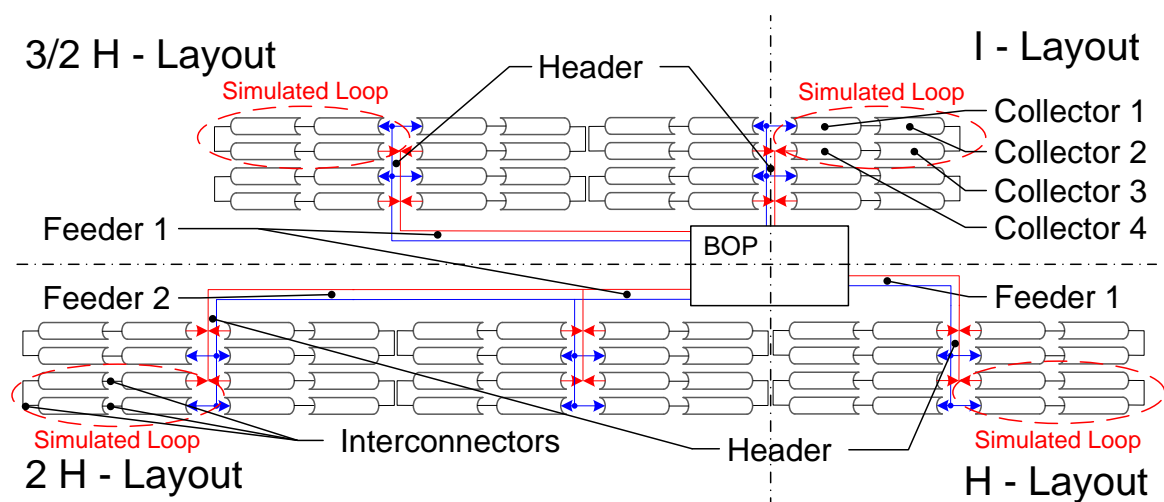 3/2 H - Layout
Header
I - Layout
Simulated Loop
Simulated Loop
Collector 1
Collector 2
Collector 3
Collector 4
Feeder 1
BOP
Feeder 2
Feeder 1
Simulated Loop
Interconnectors
Header
Simulated Loop
2 H - Layout
H - Layout